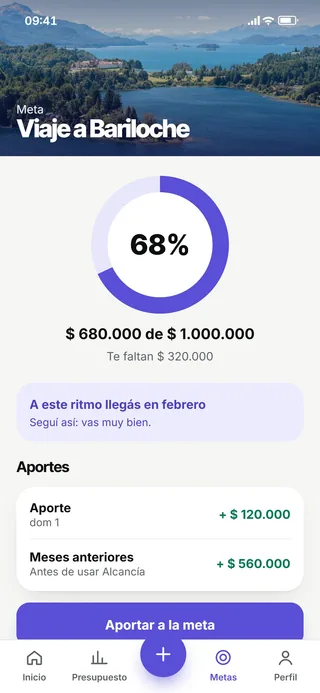 09:41
Meta
Viaje a Bariloche
68%
$ 680.000 de $ 1.000.000
Te faltan $ 320.000
A este ritmo llegás en febrero
Seguí así: vas muy bien.
Aportes
Aporte
+ $ 120.000
dom 1
Meses anteriores
+ $ 560.000
Antes de usar Alcancía
Aportar a la meta
Inicio
Presupuesto
Metas
Perfil